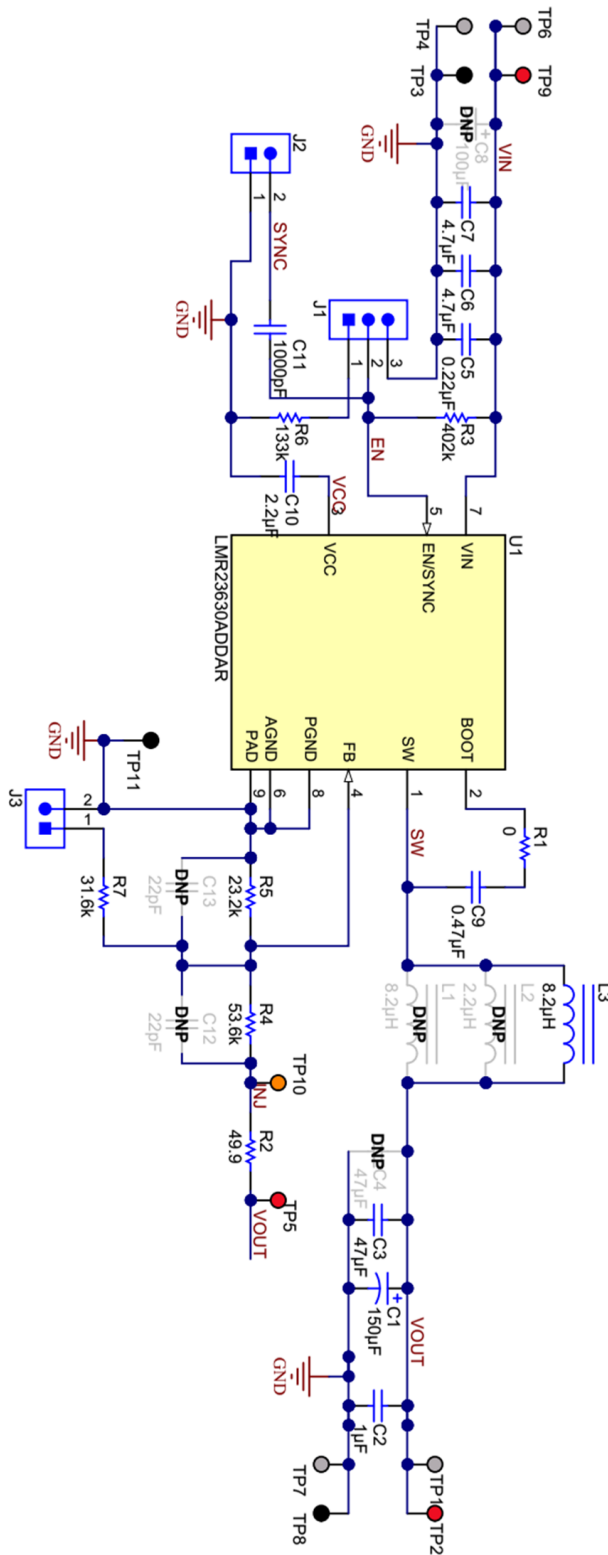 TP6
TP9
TP4
TP3
VIN
C8
100µF
DNP
+
GND
C7
4.7µF
C6
4.7µF
C5
0.22µF
R3
402k
J2
2
1
SYNC
GND
C11
1000pF
J1
3
2
1
R6
133k
EN
C10
2.2µF
VCC
3
5
7
U1
VIN
EN/SYNC
VCC
LMR23630ADDAR
BOOT
SW
FB
PGND
AGND
PAD
2
1
4
8
6
9
R1
0
SW
C9
0.47µF
L3
8.2µH
L2
2.2µH
DNP
L1
8.2µH
DNP
TP11
GND
J3
2
1
R7
31.6k
R5
23.2k
C13
22pF
DNP
R4
53.6k
C12
22pF
DNP
TP10
INJ
R2
49.9
TP5
VOUT
C4
47µF
DNP
C3
47µF
C1
150µF
+
VOUT
GND
C2
1µF
TP1
TP2
TP7
TP8